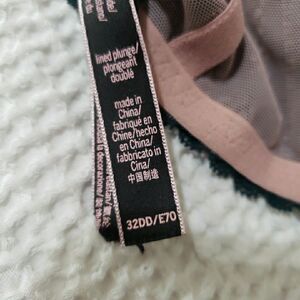 lined plunge/
plongeant
doublé
made in
China/
fabriqué en
Chine/hecho
en China/
fabbricato in
Cina/
中国制造
32DD/E70